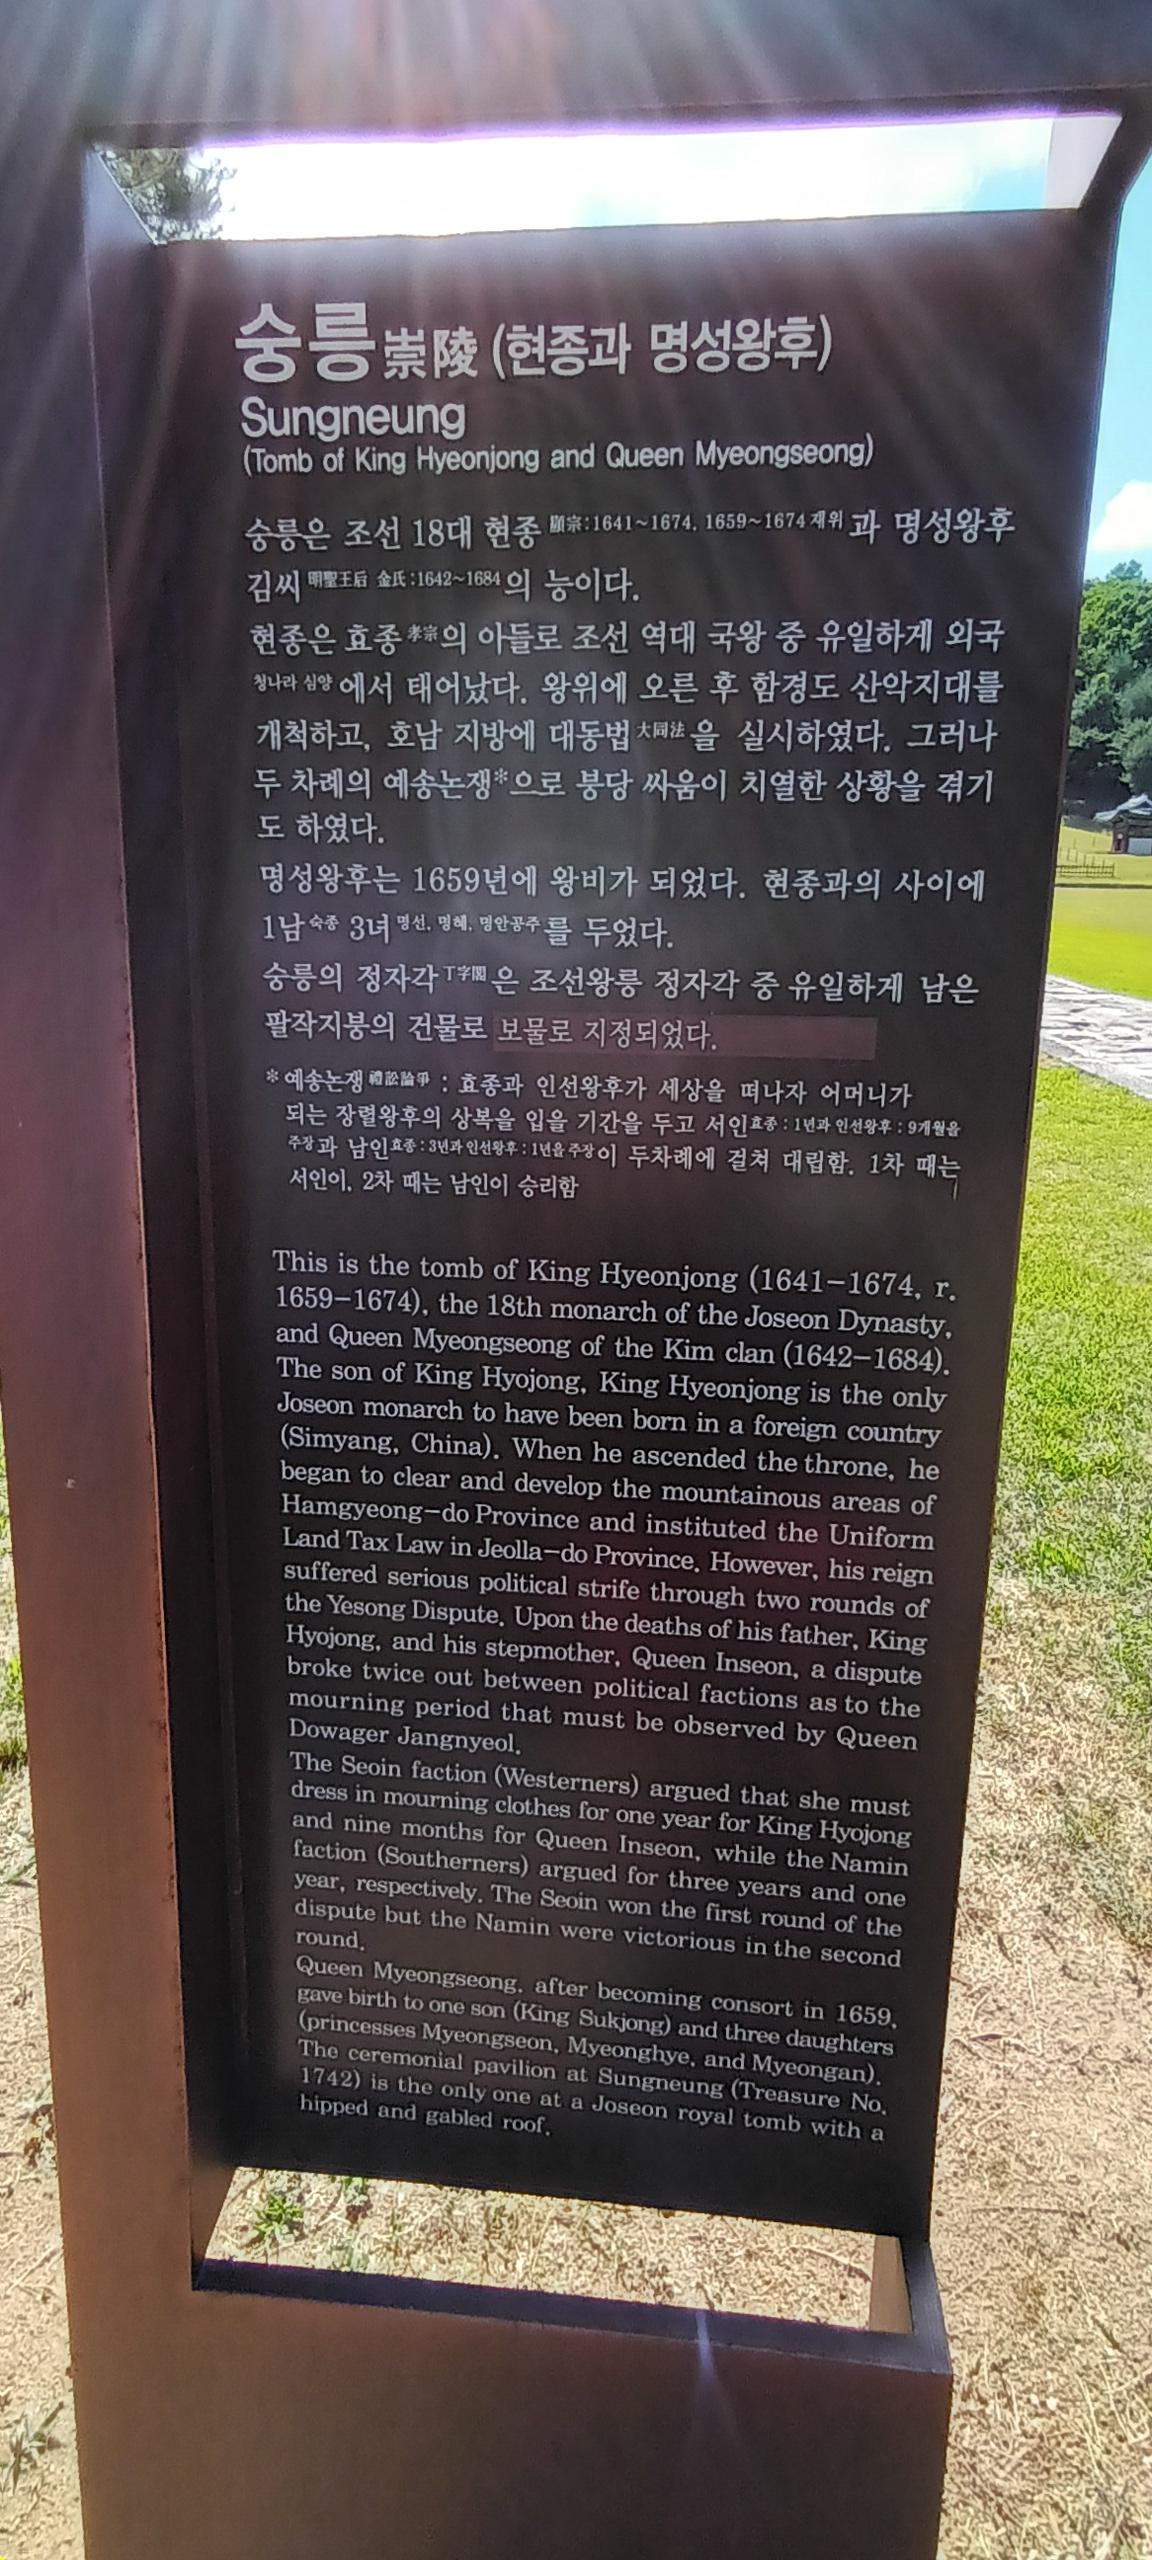 숭릉崇陵 (현종과 명성왕후)
Sungneung
(Tomb of King Hyeonjong and Queen Myeongseong)
숭릉은 조선 18대 현종 顯宗:1641~1674, 1659~1674 재위 과 명성왕후
김씨 明聖王后 金氏:1642~1684 의 능이다.
현종은 효종 孝宗의 아들로 조선 역대 국왕 중 유일하게 외국
청나라 심양 에서 태어났다. 왕위에 오른 후 함경도 산악지대를
개척하고, 호남 지방에 대동법 大同法 을 실시하였다. 그러나
두 차례의 예송논쟁*으로 붕당 싸움이 치열한 상황을 겪기
도 하였다.
명성왕후는 1659년에 왕비가 되었다. 현종과의 사이에
1남 숙종 3녀 명선, 명혜, 명안공주를 두었다.
숭릉의 정자각 丁字閣 은 조선왕릉 정자각 중 유일하게 남은
팔작지붕의 건물로 보물로 지정되었다.
* 예송논쟁 禮訟論爭 : 효종과 인선왕후가 세상을 떠나자 어머니가
되는 장렬왕후의 상복을 입을 기간을 두고 서인효종 : 1년과 인선왕후 : 9개월을
주장과 남인효종 : 3년과 인선왕후 : 1년을 주장이 두차례에 걸쳐 대립함. 1차 때는
서인이, 2차 때는 남인이 승리함
This is the tomb of King Hyeonjong (1641-1674, r.
1659-1674), the 18th monarch of the Joseon Dynasty,
and Queen Myeongseong of the Kim clan (1642-1684).
The son of King Hyojong, King Hyeonjong is the only
Joseon monarch to have been born in a foreign country
(Simyang, China). When he ascended the throne, he
began to clear and develop the mountainous areas of
Hamgyeong-do Province and instituted the Uniform
Land Tax Law in Jeolla-do Province. However, his reign
suffered serious political strife through two rounds of
the Yesong Dispute. Upon the deaths of his father, King
Hyojong, and his stepmother, Queen Inseon, a dispute
broke twice out between political factions as to the
mourning period that must be observed by Queen
Dowager Jangnyeol.
The Seoin faction (Westerners) argued that she must
dress in mourning clothes for one year for King Hyojong
and nine months for Queen Inseon, while the Namin
faction (Southerners) argued for three years and one
year, respectively. The Seoin won the first round of the
dispute but the Namin were victorious in the second
round.
Queen Myeongseong, after becoming consort in 1659,
gave birth to one son (King Sukjong) and three daughters
(princesses Myeongseon, Myeonghye, and Myeongan).
The ceremonial pavilion at Sungneung (Treasure No.
1742) is the only one at a Joseon royal tomb with a
hipped and gabled roof.